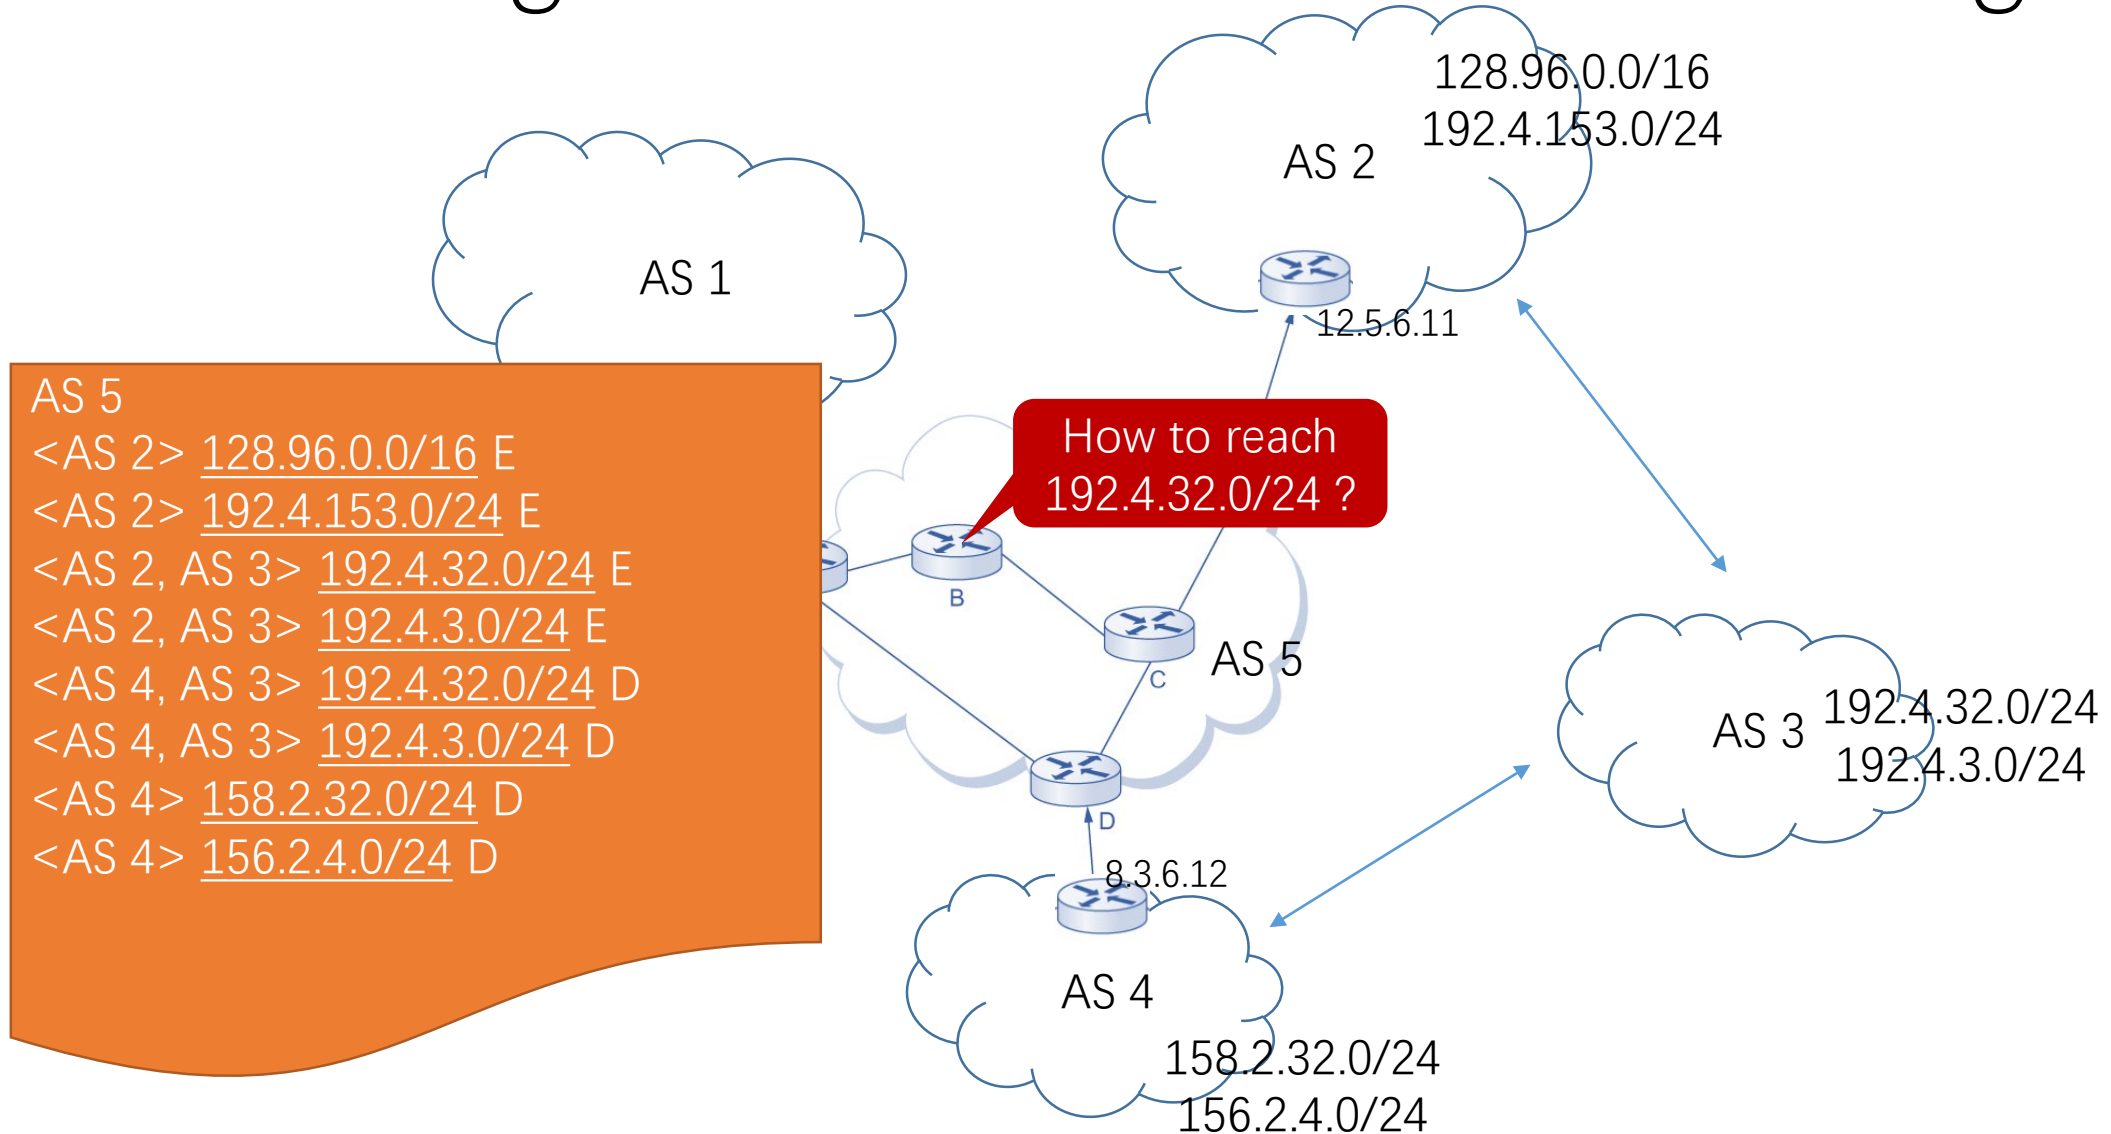 128.96.0.0/16
192.4.153.0/24
AS 2
12.5.6.11
AS 1
AS 5
<AS 2> 128.96.0.0/16 E
<AS 2> 192.4.153.0/24 E
<AS 2, AS 3> 192.4.32.0/24 E
<AS 2, AS 3> 192.4.3.0/24 E
<AS 4, AS 3> 192.4.32.0/24 D
<AS 4, AS 3> 192.4.3.0/24 D
<AS 4> 158.2.32.0/24 D
<AS 4> 156.2.4.0/24 D
How to reach
192.4.32.0/24 ?
B
C
AS 5
D
8.3.6.12
AS 3
192.4.32.0/24
192.4.3.0/24
AS 4
158.2.32.0/24
156.2.4.0/24